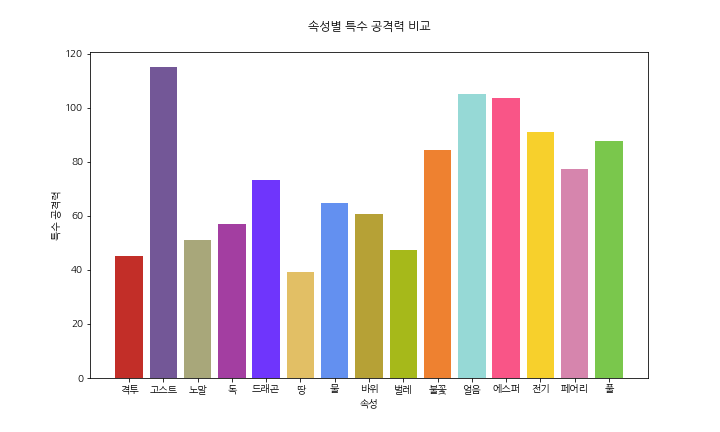 속성별 특수 공격력 비교
특수 공격력
120
100
80
60
40
20
0
격투 고스트 노말 독 드래곤 땅 물 바위 벌레 불꽃 얼음 에스퍼 전기 페어리 풀
속성